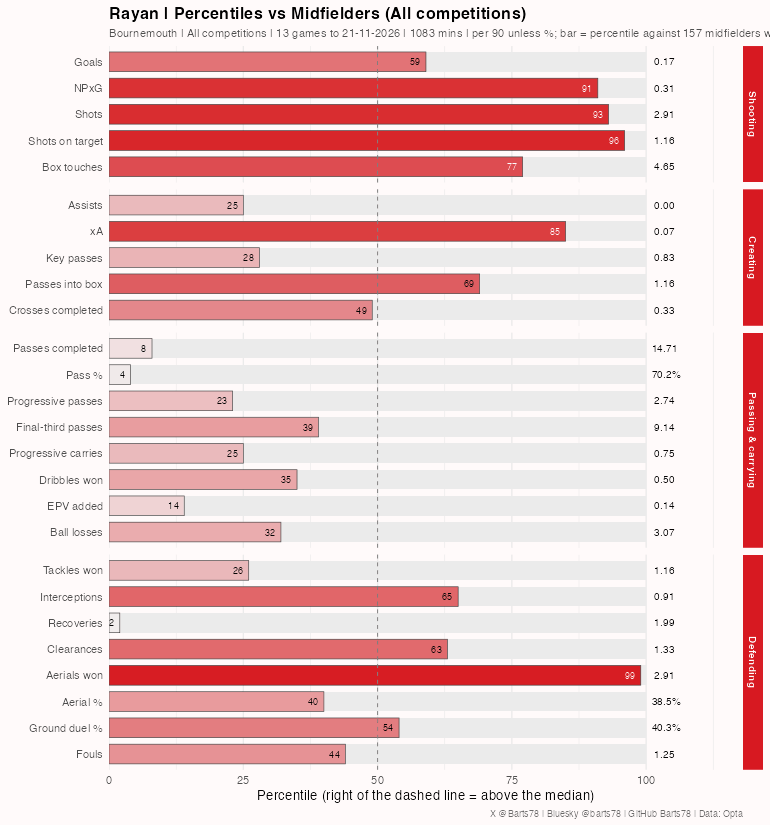 Rayan | Percentiles vs Midfielders (All competitions)
Bournemouth | All competitions | 13 games to 21-11-2026 | 1083 mins | per 90 unless %; bar = percentile against 157 midfielders w
Goals 59 0.17
NPxG 91 0.31
Shots 93 2.91
Shots on target 96 1.16
Box touches 77 4.65
Shooting
Assists 25 0.00
xA 85 0.07
Key passes 28 0.83
Passes into box 69 1.16
Crosses completed 49 0.33
Creating
Passes completed 8 14.71
Pass % 4 70.2%
Progressive passes 23 2.74
Final-third passes 39 9.14
Progressive carries 25 0.75
Dribbles won 35 0.50
EPV added 14 0.14
Ball losses 32 3.07
Passing & carrying
Tackles won 26 1.16
Interceptions 65 0.91
Recoveries 2 1.99
Clearances 63 1.33
Aerials won 99 2.91
Aerial % 40 38.5%
Ground duel % 54 40.3%
Fouls 44 1.25
Defending
0 25 50 75 100
Percentile (right of the dashed line = above the median)
X @Barts78 | Bluesky @barts78 | GitHub Barts78 | Data: Opta